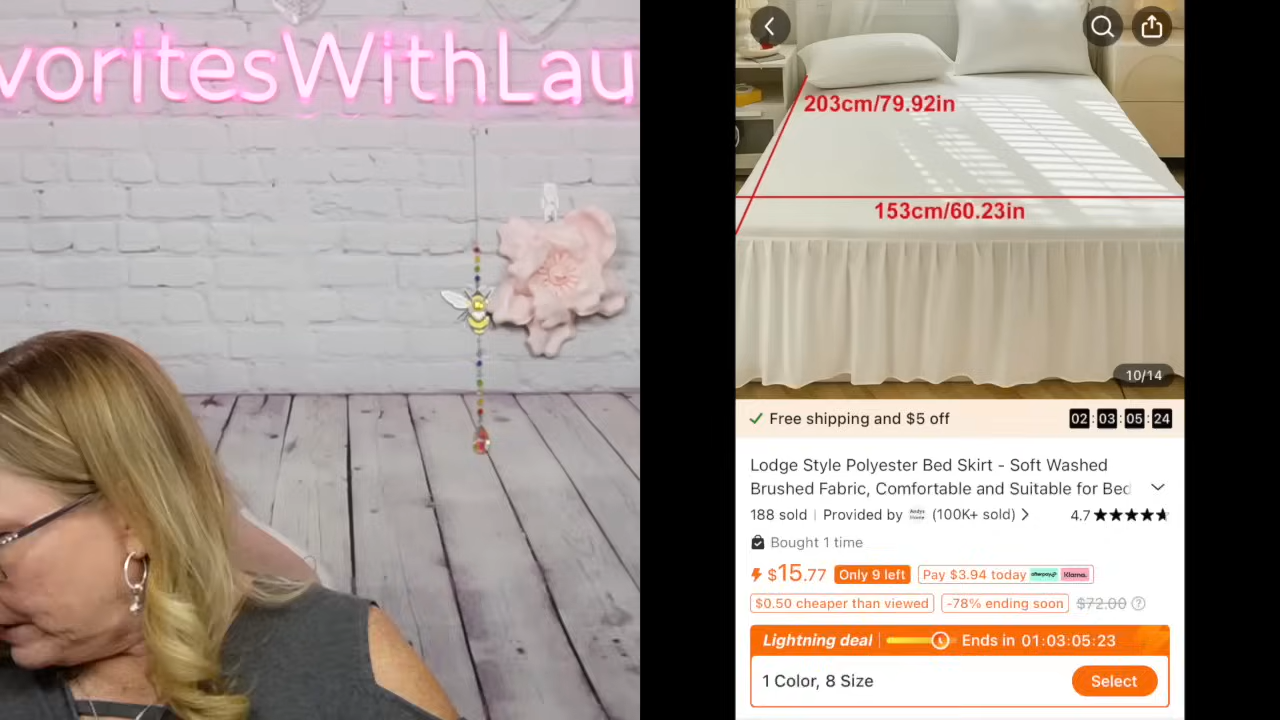 voritesWithLau
203cm/79.92in
153cm/60.23in
10/14
Free shipping and $5 off 02:03:05:24
Lodge Style Polyester Bed Skirt - Soft Washed
Brushed Fabric, Comfortable and Suitable for Bed
188 sold | Provided by (100K+ sold) 4.7
Bought 1 time
$15.77 Only 9 left Pay $3.94 today afterpay Klarna.
$0.50 cheaper than viewed -78% ending soon $72.00
Lightning deal Ends in 01:03:05:23
1 Color, 8 Size Select